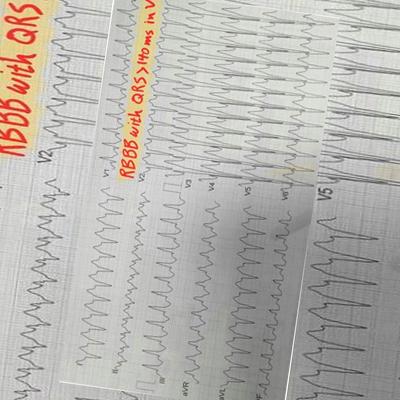 RBBB with QRS
RBBB with QRS > 140 ms in V
V2
V1
V2
V3
V4
V5
V6
V5
II
III
aVR
aVL